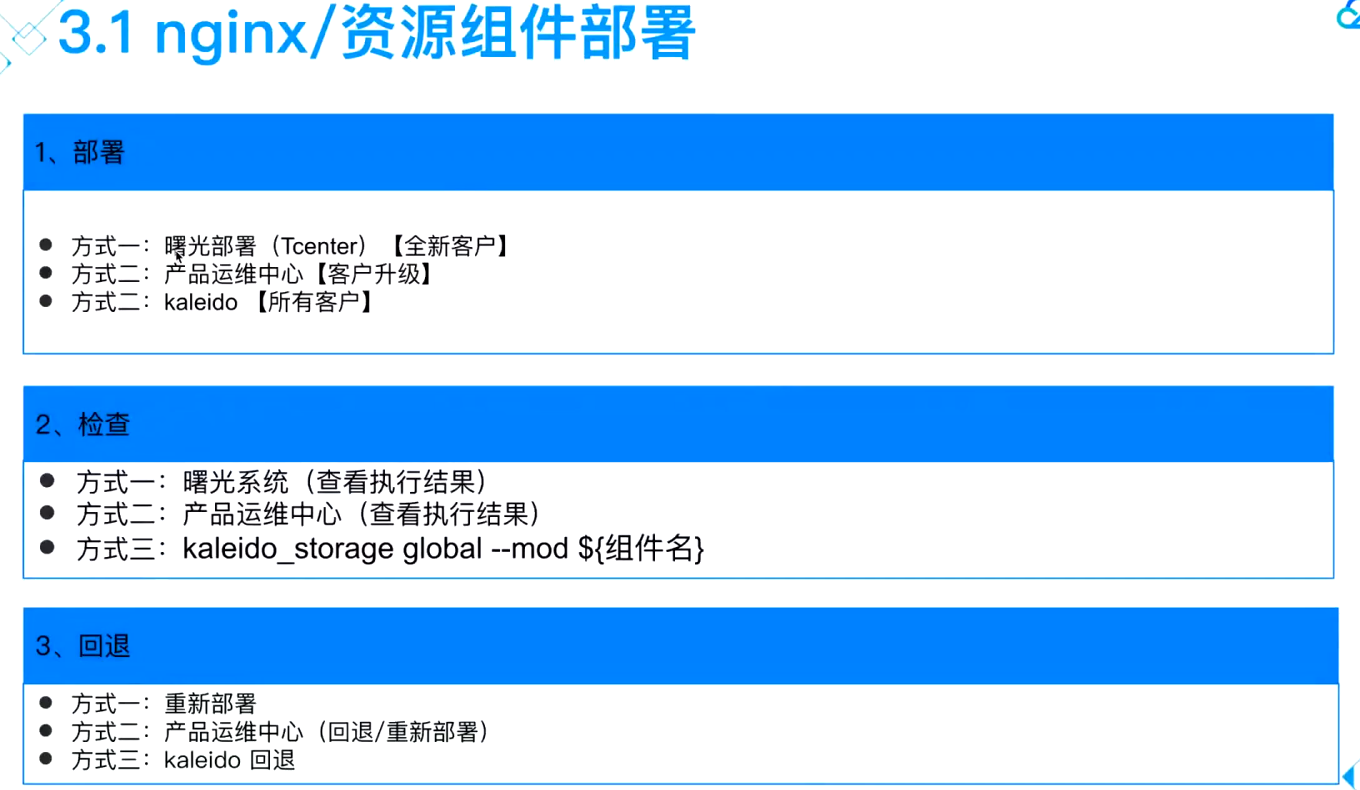 3.1 nginx/资源组件部署
1、部署
● 方式一：曙光部署（Tcenter）【全新客户】
● 方式二：产品运维中心【客户升级】
● 方式二：kaleido 【所有客户】
2、检查
● 方式一：曙光系统（查看执行结果）
● 方式二：产品运维中心（查看执行结果）
● 方式三：kaleido_storage global --mod ${组件名}
3、回退
● 方式一：重新部署
● 方式二：产品运维中心（回退/重新部署）
● 方式三：kaleido 回退